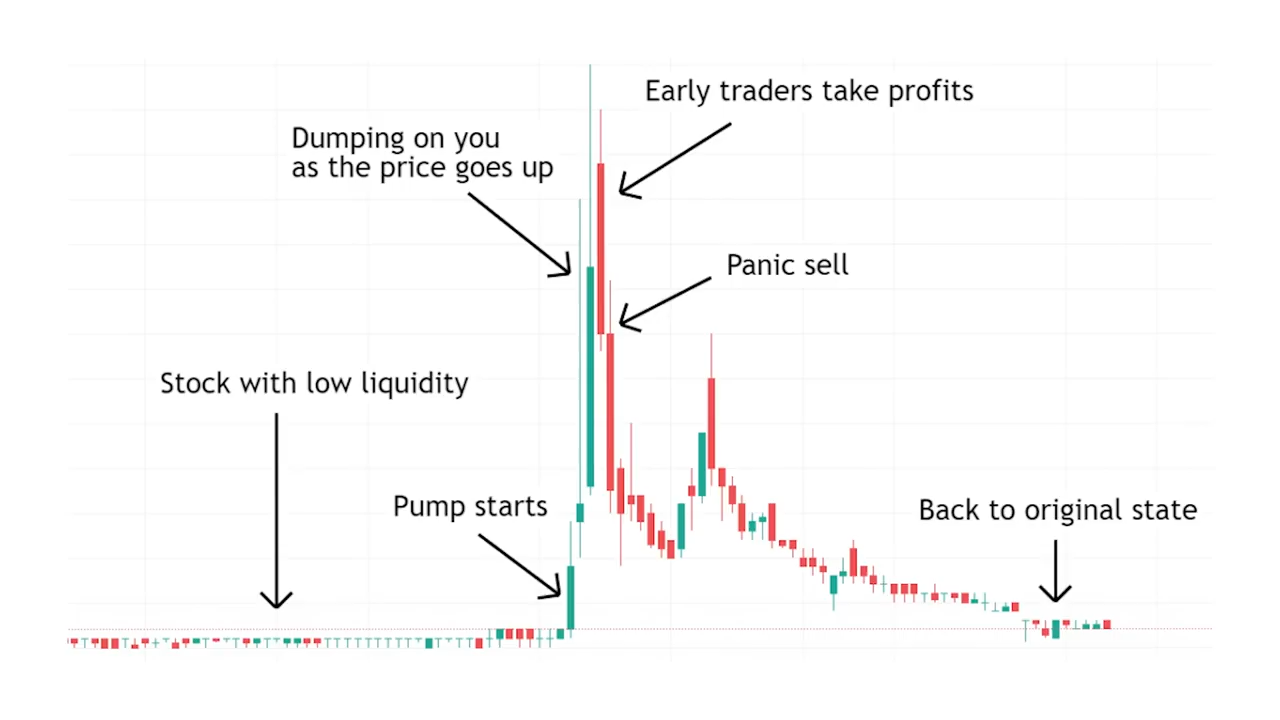 Early traders take profits
Dumping on you
as the price goes up
Panic sell
Stock with low liquidity
Pump starts
Back to original state